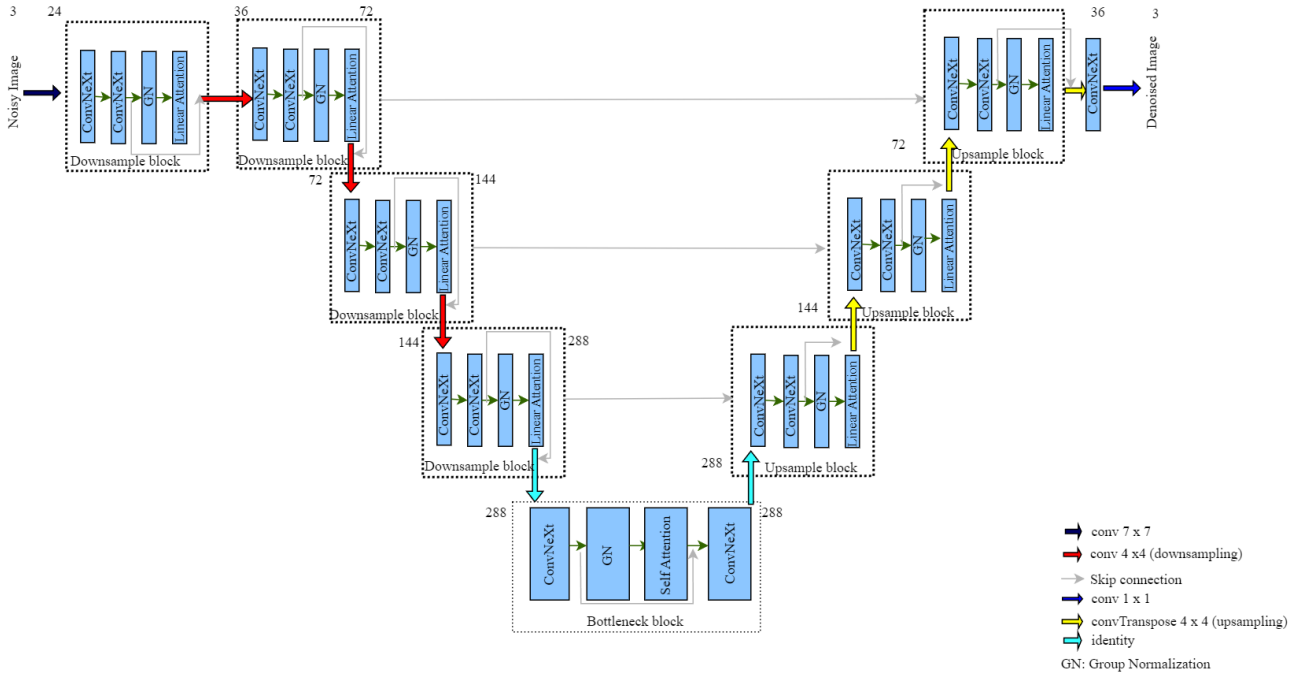 3
24
36
72
36
3
Noisy Image
ConvNeXt
ConvNeXt
GN
Linear Attention
Downsample block
ConvNeXt
ConvNeXt
GN
Linear Attention
Downsample block
ConvNeXt
ConvNeXt
GN
Linear Attention
Upsample block
ConvNeXt
Denoised Image
72
72
144
ConvNeXt
ConvNeXt
GN
Linear Attention
Downsample block
ConvNeXt
ConvNeXt
GN
Linear Attention
Upsample block
144
144
288
ConvNeXt
ConvNeXt
GN
Linear Attention
Downsample block
ConvNeXt
ConvNeXt
GN
Linear Attention
Upsample block
288
288
288
ConvNeXt
GN
Self Attention
ConvNeXt
Bottleneck block
conv 7 x 7
conv 4 x4 (downsampling)
Skip connection
conv 1 x 1
convTranspose 4 x 4 (upsampling)
identity
GN: Group Normalization